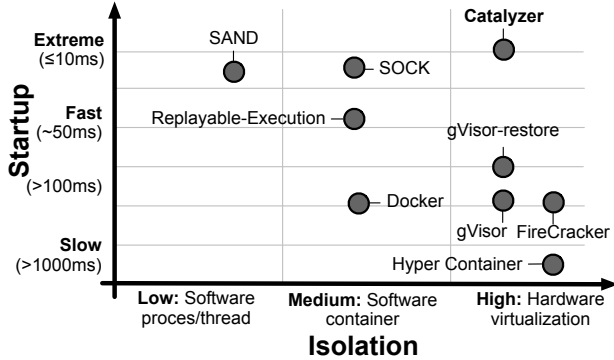 Catalyzer
Extreme
(≤10ms)
SAND
SOCK
Fast
(~50ms)
Replayable-Execution
gVisor-restore
Startup
(>100ms)
Docker
gVisor
FireCracker
Slow
(>1000ms)
Hyper Container
Low: Software
proces/thread
Medium: Software
container
High: Hardware
virtualization
Isolation